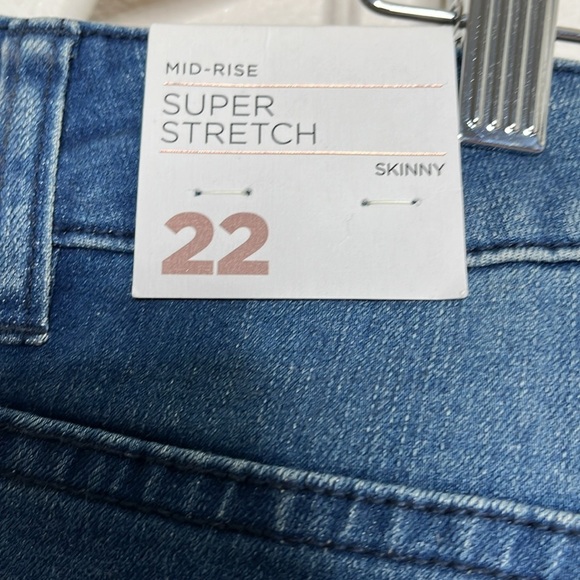 MID-RISE
SUPER
STRETCH
SKINNY
22